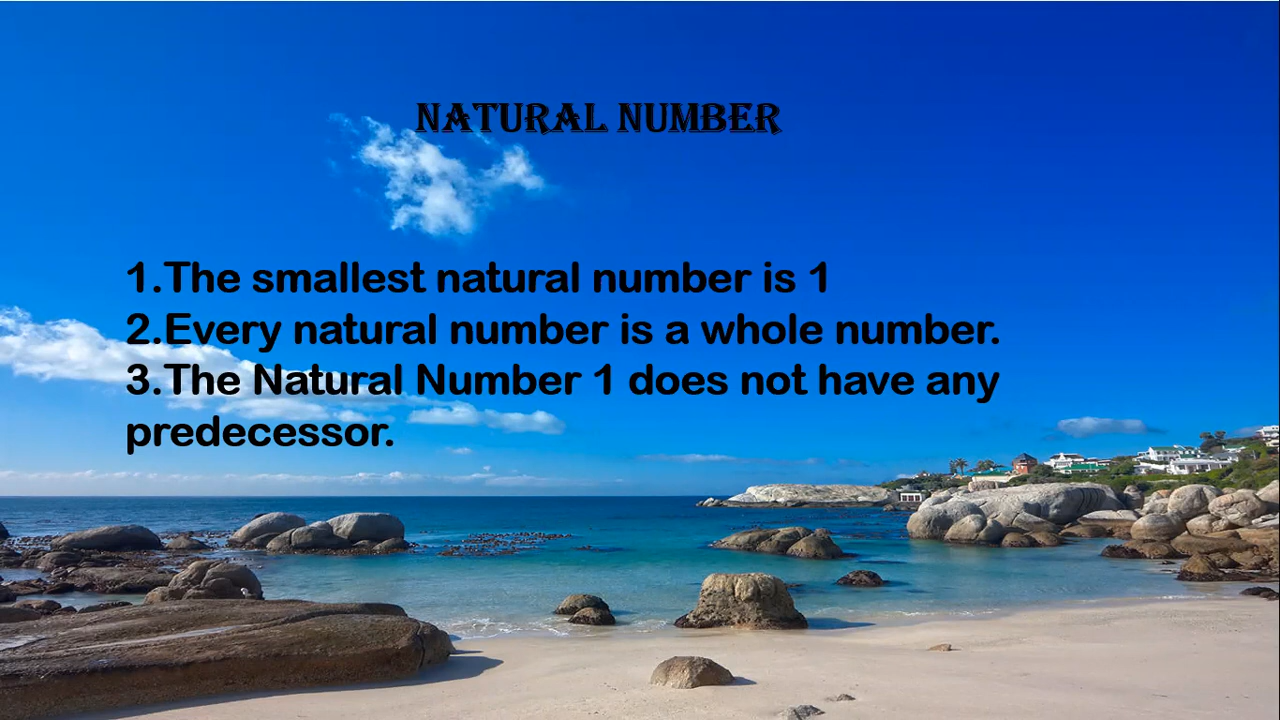 NATURAL NUMBER
1.The smallest natural number is 1
2.Every natural number is a whole number.
3.The Natural Number 1 does not have any
predecessor.